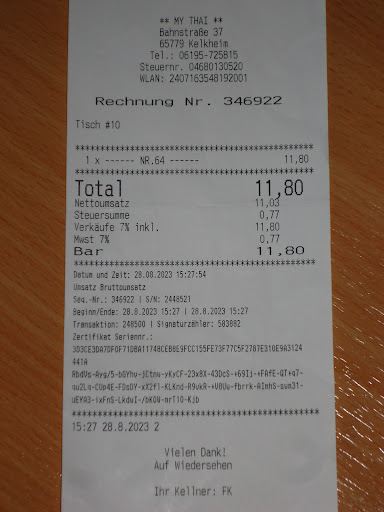 ** MY THAI **
Bahnstraße 37
65779 Kelkheim
Tel.: 06195-725815
Steuernr. 04680130520
WLAN: 2407163548192001
Rechnung Nr. 346922
Tisch #10
****************************************
1 x ------ NR.64 ------ 11,80
****************************************
Total 11,80
Nettoumsatz 11,03
Steuersumme 0,77
Verkäufe 7% inkl. 11,80
Mwst 7% 0,77
Bar 11,80
****************************************
Datum und Zeit: 28.08.2023 15:27:54
Umsatz Bruttoumsatz
Seq.-Nr.: 346922 | S/N: 2448521
Beginn/Ende: 28.8.2023 15:27 | 28.8.2023 15:27
Transaktion: 248500 | Signaturzähler: 503882
Zertifikat Seriennr.:
441A
****************************************
15:27 28.8.2023 2
Vielen Dank!
Auf Wiedersehen
Ihr Kellner: FK